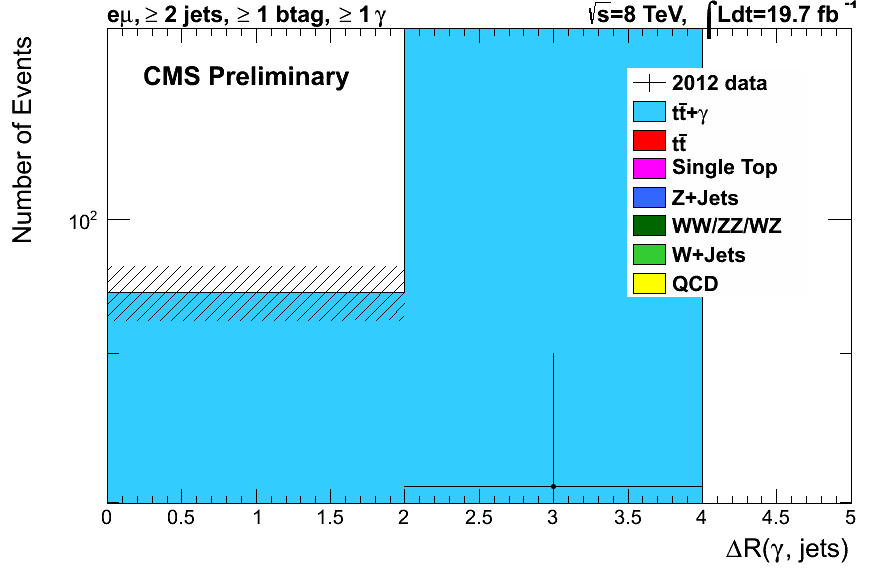 eμ, ≥ 2 jets, ≥ 1 btag, ≥ 1 γ
√s=8 TeV, ∫Ldt=19.7 fb⁻¹
CMS Preliminary
2012 data
tt̄+γ
tt̄
Single Top
Z+Jets
WW/ZZ/WZ
W+Jets
QCD
Number of Events
10²
0 0.5 1 1.5 2 2.5 3 3.5 4 4.5 5
ΔR(γ, jets)